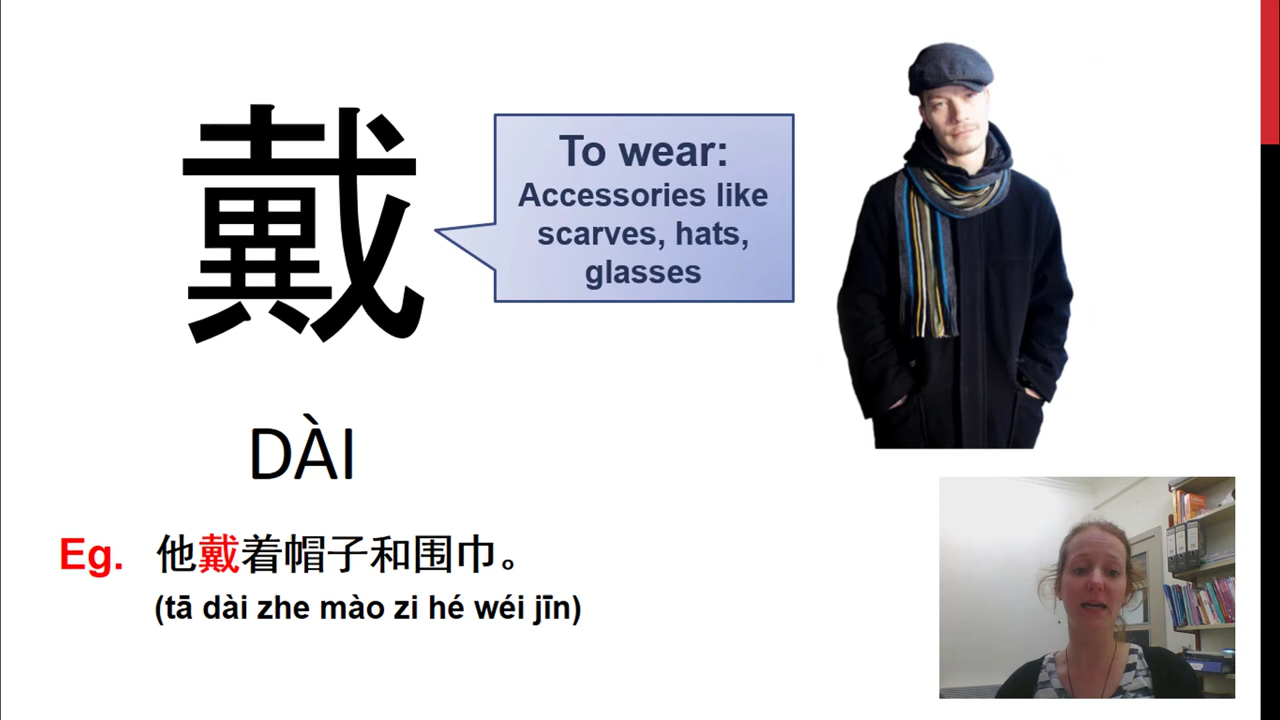 戴
To wear:
Accessories like
scarves, hats,
glasses
DÀI
Eg. 他戴着帽子和围巾。
(tā dài zhe mào zi hé wéi jīn)